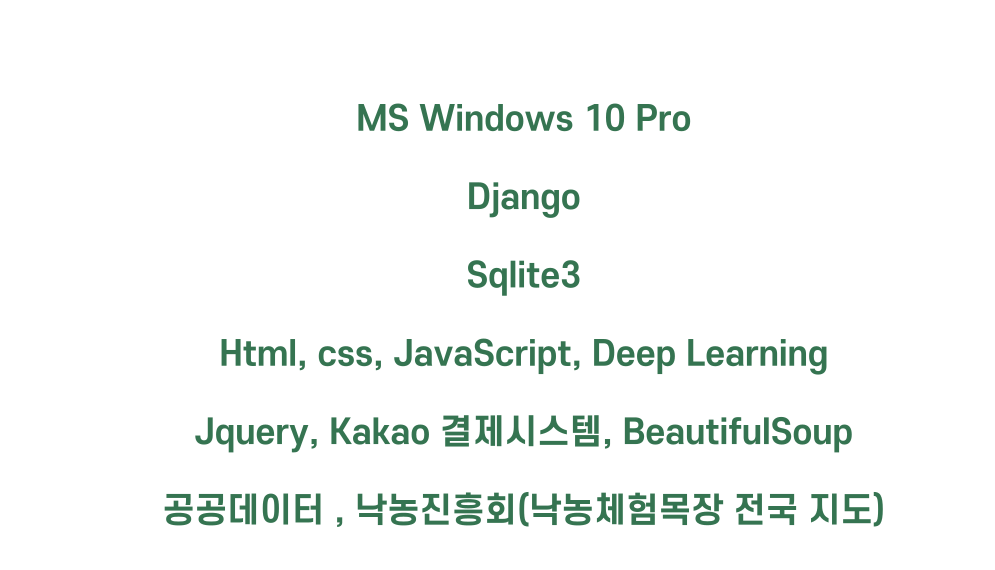 MS Windows 10 Pro
Django
Sqlite3
Html, css, JavaScript, Deep Learning
Jquery, Kakao 결제시스템, BeautifulSoup
공공데이터 , 낙농진흥회(낙농체험목장 전국 지도)